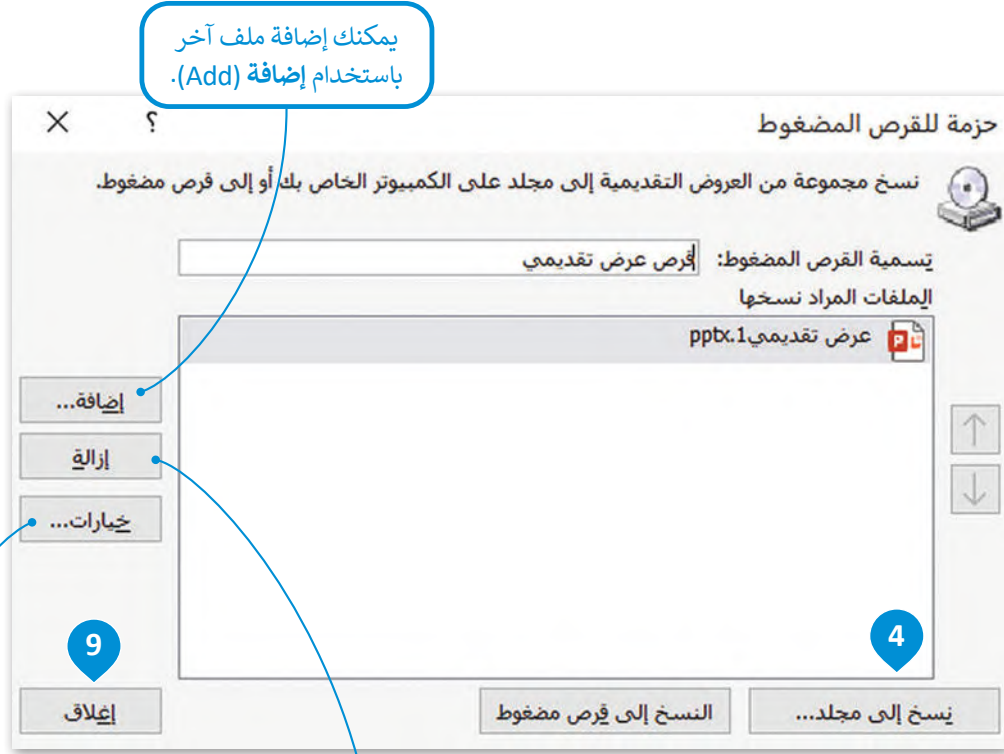 يمكنك إضافة ملف آخر
باستخدام إضافة (Add).
حزمة للقرص المضغوط
؟
نسخ مجموعة من العروض التقديمية إلى مجلد على الكمبيوتر الخاص بك أو إلى قرص مضغوط.
تسمية القرص المضغوط: قرص عرض تقديمي
الملفات المراد نسخها
عرض تقديمي1.pptx
إضافة...
إزالة
خيارات...
4
9
نسخ إلى مجلد...
النسخ إلى قرص مضغوط
إغلاق